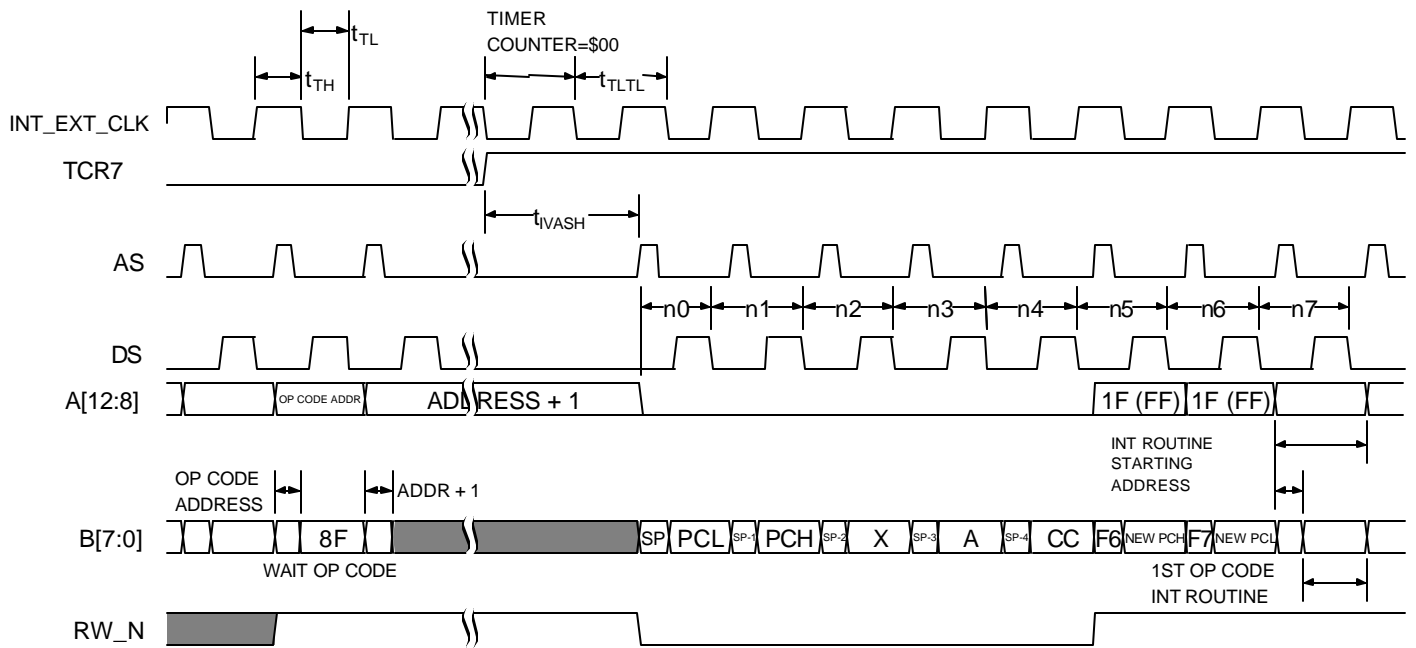 TIMER
COUNTER=$00
tTL
tTH
tTLTL
INT_EXT_CLK
TCR7
tIVASH
AS
n0 n1 n2 n3 n4 n5 n6 n7
DS
A[12:8]
OP CODE ADDR
ADDRESS + 1
1F (FF) 1F (FF)
INT ROUTINE
STARTING
ADDRESS
OP CODE
ADDRESS
ADDR + 1
B[7:0]
8F
SP PCL SP-1 PCH SP-2 X SP-3 A SP-4 CC F6 NEW PCH F7 NEW PCL
WAIT OP CODE
1ST OP CODE
INT ROUTINE
RW_N